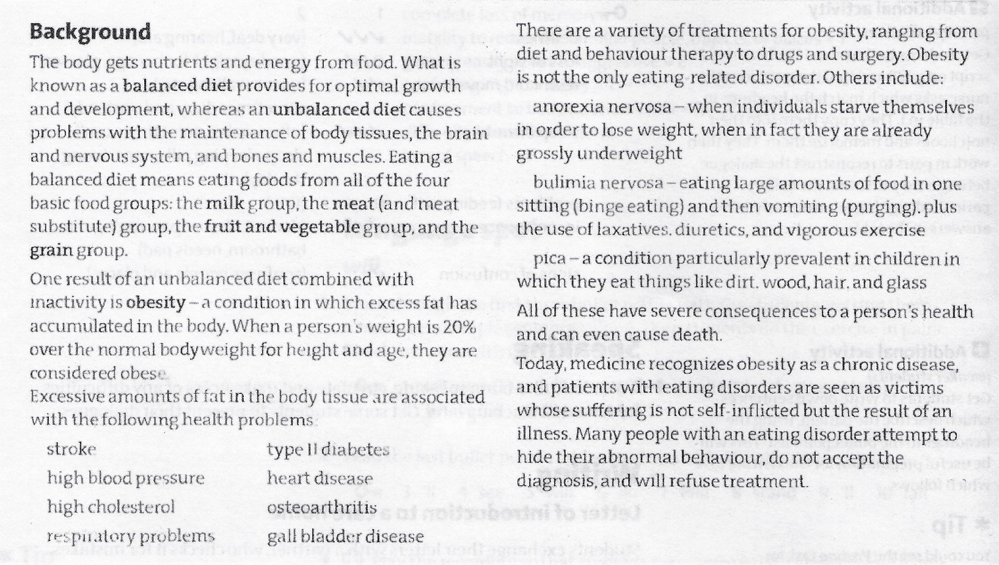 Background
The body gets nutrients and energy from food. What is
known as a balanced diet provides for optimal growth
and development, whereas an unbalanced diet causes
problems with the maintenance of body tissues, the brain
and nervous system, and bones and muscles. Eating a
balanced diet means eating foods from all of the four
basic food groups: the milk group, the meat (and meat
substitute) group, the fruit and vegetable group, and the
grain group.
One result of an unbalanced diet combined with
inactivity is obesity – a condition in which excess fat has
accumulated in the body. When a person's weight is 20%
over the normal bodyweight for height and age, they are
considered obese.
Excessive amounts of fat in the body tissue are associated
with the following health problems:
stroke
high blood pressure
high cholesterol
respiratory problems
type II diabetes
heart disease
osteoarthritis
gall bladder disease
There are a variety of treatments for obesity, ranging from
diet and behaviour therapy to drugs and surgery. Obesity
is not the only eating-related disorder. Others include:
anorexia nervosa – when individuals starve themselves
in order to lose weight, when in fact they are already
grossly underweight
bulimia nervosa – eating large amounts of food in one
sitting (binge eating) and then vomiting (purging), plus
the use of laxatives, diuretics, and vigorous exercise
pica – a condition particularly prevalent in children in
which they eat things like dirt, wood, hair, and glass
All of these have severe consequences to a person's health
and can even cause death.
Today, medicine recognizes obesity as a chronic disease,
and patients with eating disorders are seen as victims
whose suffering is not self-inflicted but the result of an
illness. Many people with an eating disorder attempt to
hide their abnormal behaviour, do not accept the
diagnosis, and will refuse treatment.